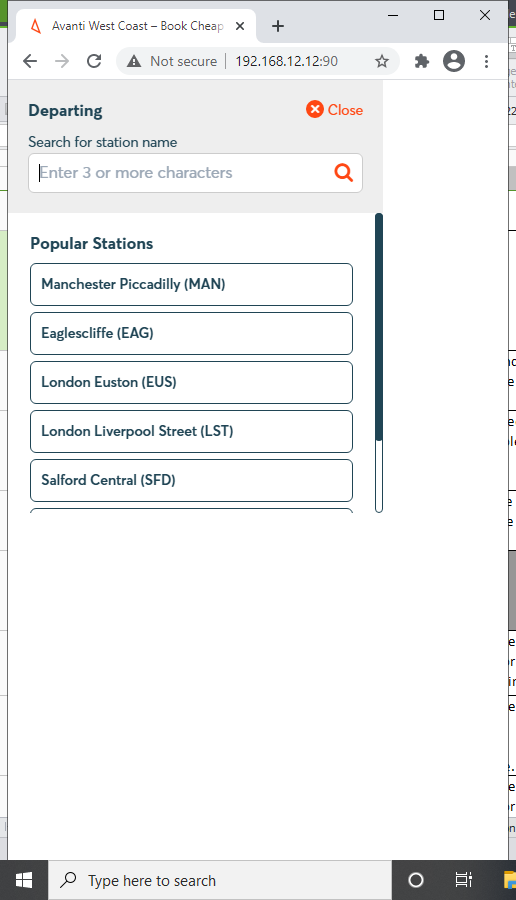 Avanti West Coast – Book Cheap
Not secure
192.168.12.12:90
Departing
Close
Search for station name
Enter 3 or more characters
Popular Stations
Manchester Piccadilly (MAN)
Eaglescliffe (EAG)
London Euston (EUS)
London Liverpool Street (LST)
Salford Central (SFD)
Type here to search